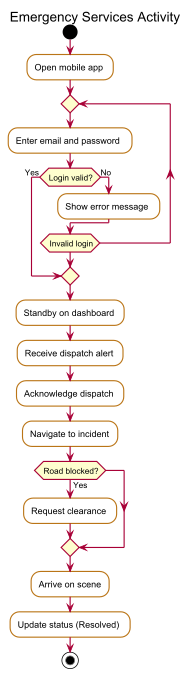 Emergency Services Activity
Open mobile app
Enter email and password
Yes
Login valid?
No
Show error message
Invalid login
Standby on dashboard
Receive dispatch alert
Acknowledge dispatch
Navigate to incident
Road blocked?
Yes
Request clearance
Arrive on scene
Update status (Resolved)